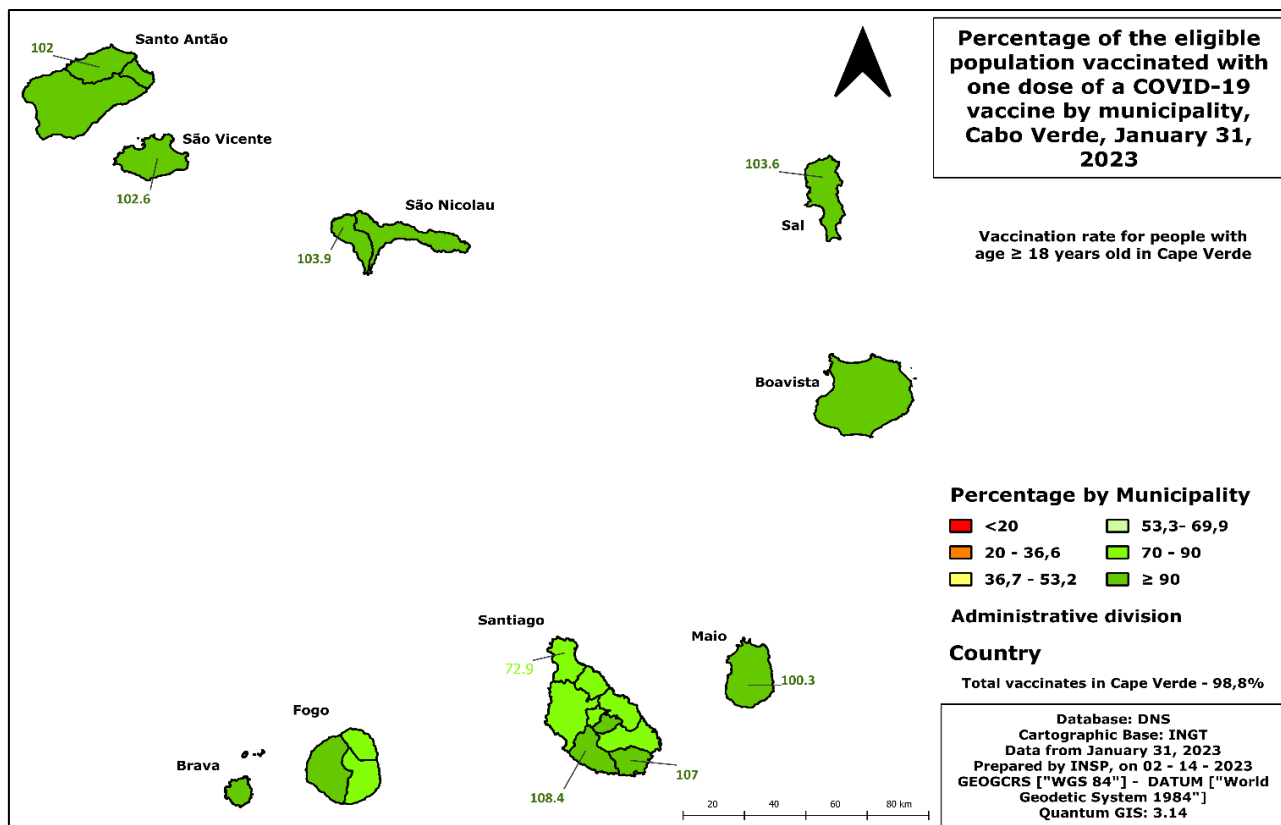 Percentage of the eligible
population vaccinated with
one dose of a COVID-19
vaccine by municipality,
Cabo Verde, January 31,
2023
Vaccination rate for people with
age ≥ 18 years old in Cape Verde
Santo Antão
102
São Vicente
102.6
São Nicolau
103.9
103.6
Sal
Boavista
Santiago
72.9
Maio
100.3
Fogo
Brava
107
108.4
Percentage by Municipality
<20
53,3- 69,9
20 - 36,6
70 - 90
36,7 - 53,2
≥ 90
Administrative division
Country
Total vaccinates in Cape Verde - 98,8%
Database: DNS
Cartographic Base: INGT
Data from January 31, 2023
Prepared by INSP, on 02 - 14 - 2023
GEOGCRS ["WGS 84"] - DATUM ["World
Geodetic System 1984"]
Quantum GIS: 3.14
20 40 60 80 km